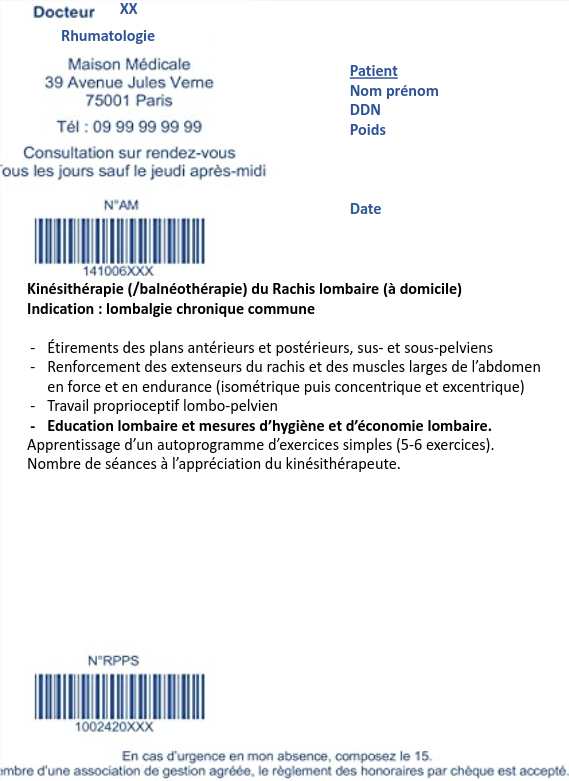 Docteur XX
Rhumatologie
Maison Médicale
39 Avenue Jules Verne
75001 Paris
Tél : 09 99 99 99 99
Consultation sur rendez-vous
ous les jours sauf le jeudi après-midi
Patient
Nom prénom
DDN
Poids
Date
N°AM
141006XXX
Kinésithérapie (/balnéothérapie) du Rachis lombaire (à domicile)
Indication : lombalgie chronique commune
- Étirements des plans antérieurs et postérieurs, sus- et sous-pelviens
- Renforcement des extenseurs du rachis et des muscles larges de l’abdomen
en force et en endurance (isométrique puis concentrique et excentrique)
- Travail proprioceptif lombo-pelvien
- Education lombaire et mesures d’hygiène et d’économie lombaire.
Apprentissage d’un autoprogramme d’exercices simples (5-6 exercices).
Nombre de séances à l’appréciation du kinésithérapeute.
N°RPPS
1002420XXX
En cas d'urgence en mon absence, composez le 15.
embre d'une association de gestion agréée, le règlement des honoraires par chèque est accepté.